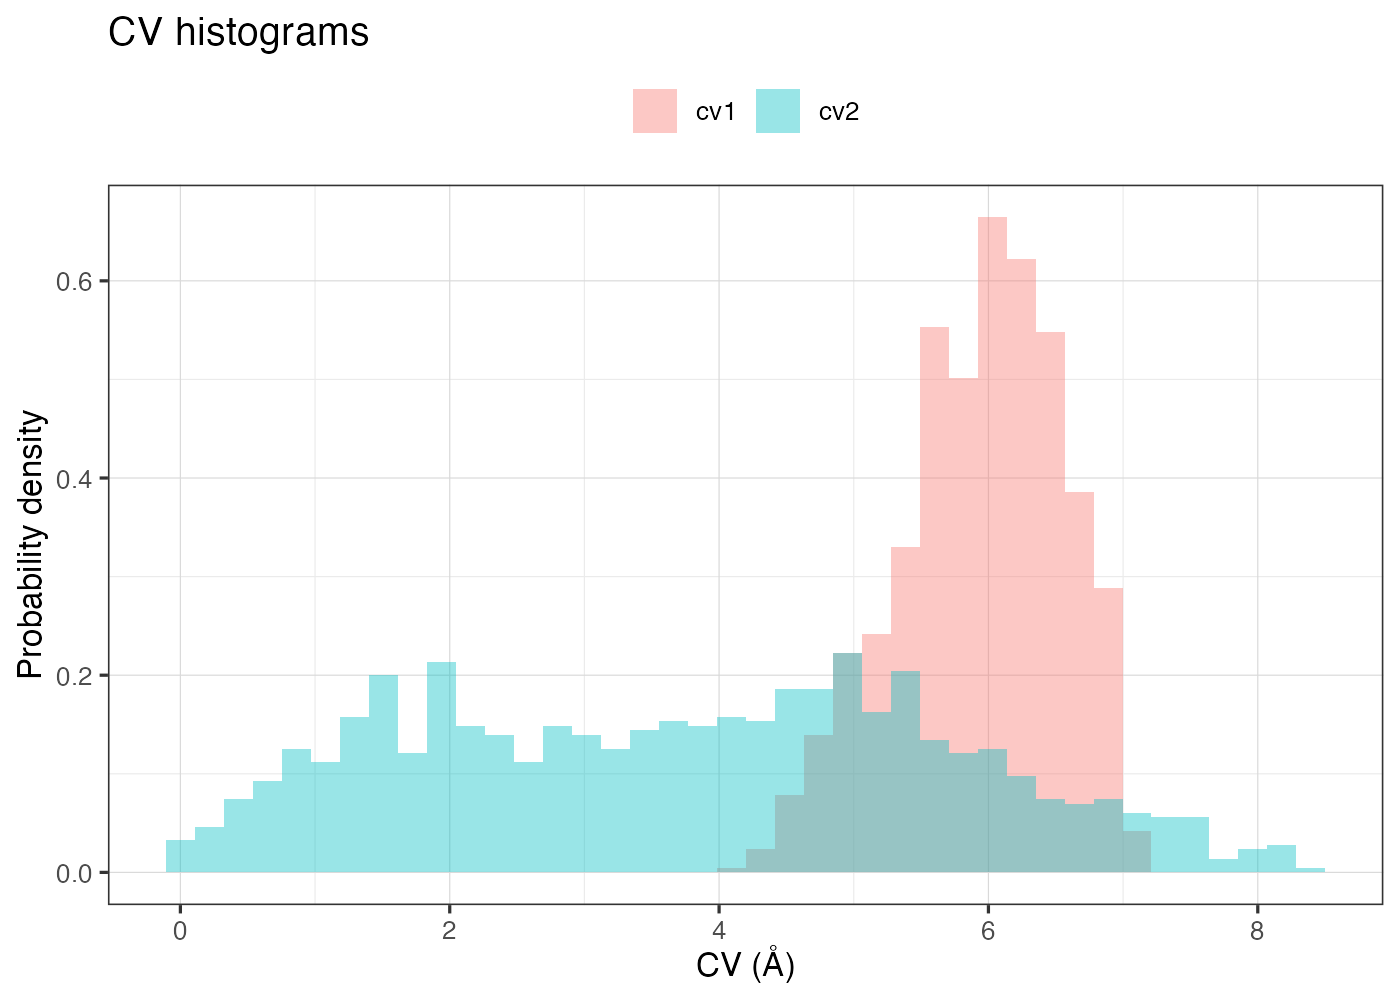 CV histograms
cv1 cv2
Probability density
0.6
0.4
0.2
0.0
0 2 4 6 8
CV (Å)